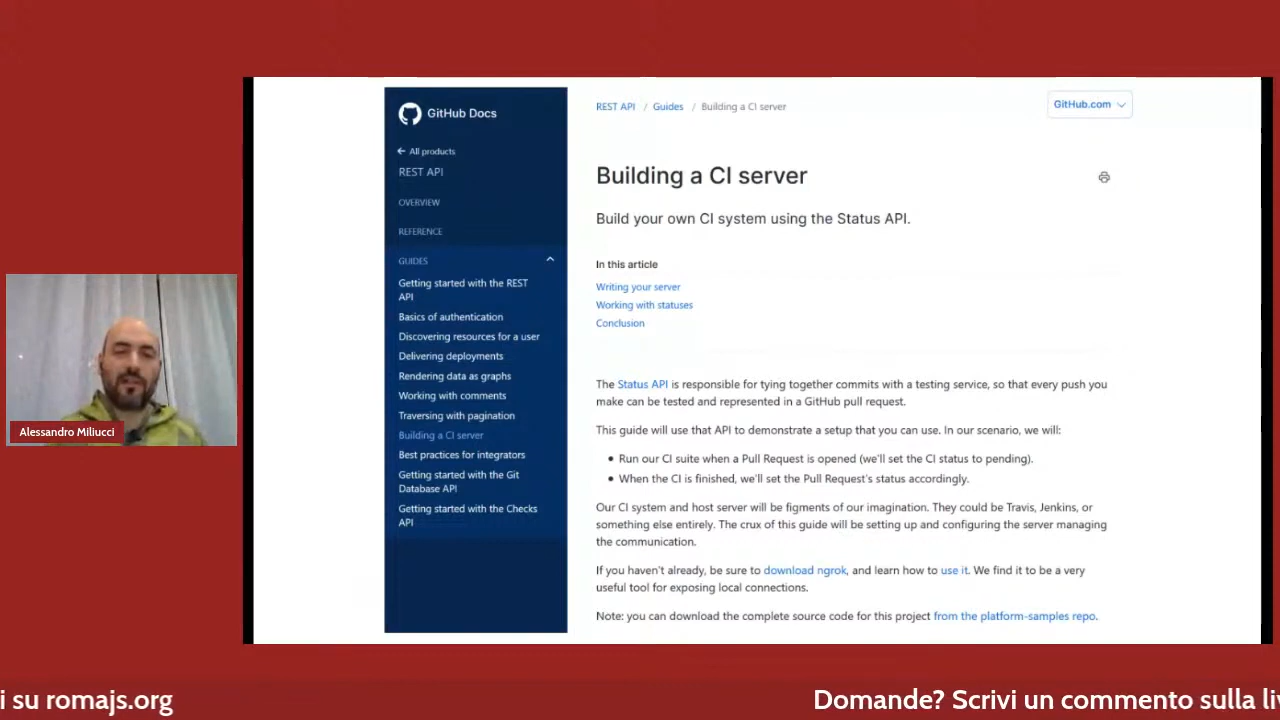 GitHub Docs
All products
REST API
OVERVIEW
REFERENCE
GUIDES
Getting started with the REST
API
Basics of authentication
Discovering resources for a user
Delivering deployments
Rendering data as graphs
Working with comments
Traversing with pagination
Building a CI server
Best practices for integrators
Getting started with the Git
Database API
Getting started with the Checks
API
REST API / Guides / Building a CI server
GitHub.com
Building a CI server
Build your own CI system using the Status API.
In this article
Writing your server
Working with statuses
Conclusion
The Status API is responsible for tying together commits with a testing service, so that every push you
make can be tested and represented in a GitHub pull request.
This guide will use that API to demonstrate a setup that you can use. In our scenario, we will:
• Run our CI suite when a Pull Request is opened (we'll set the CI status to pending).
• When the CI is finished, we'll set the Pull Request's status accordingly.
Our CI system and host server will be figments of our imagination. They could be Travis, Jenkins, or
something else entirely. The crux of this guide will be setting up and configuring the server managing
the communication.
If you haven't already, be sure to download ngrok, and learn how to use it. We find it to be a very
useful tool for exposing local connections.
Note: you can download the complete source code for this project from the platform-samples repo.
Alessandro Miliucci
i su romajs.org
Domande? Scrivi un commento sulla li